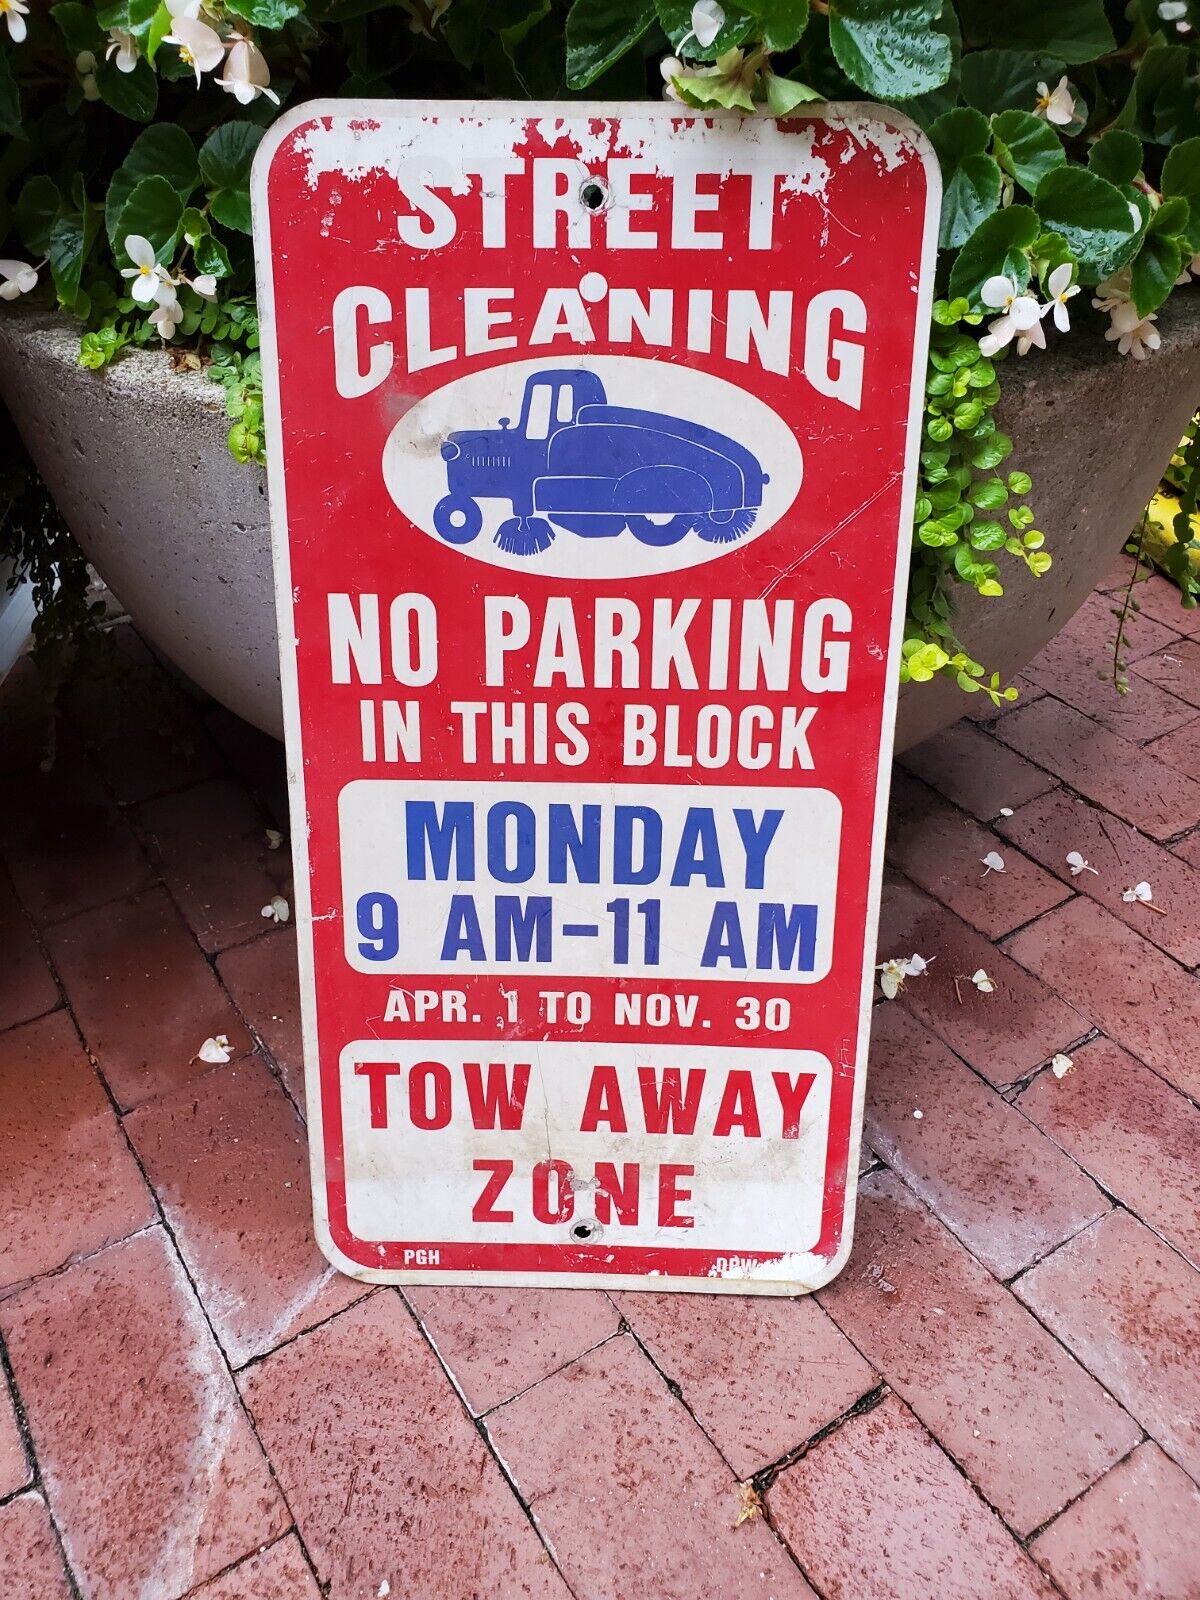 STREET
CLEANING
NO PARKING
IN THIS BLOCK
MONDAY
9 AM-11 AM
APR. 1 TO NOV. 30
TOW AWAY
ZONE
PGH DPW